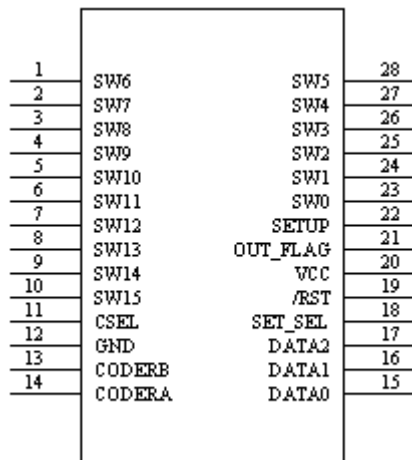 1 SW6 SW5 28
2 SW7 SW4 27
3 SW8 SW3 26
4 SW9 SW2 25
5 SW10 SW1 24
6 SW11 SW0 23
7 SW12 SETUP 22
8 SW13 OUT_FLAG 21
9 SW14 VCC 20
10 SW15 /RST 19
11 CSEL SET_SEL 18
12 GND DATA2 17
13 CODERB DATA1 16
14 CODERA DATA0 15